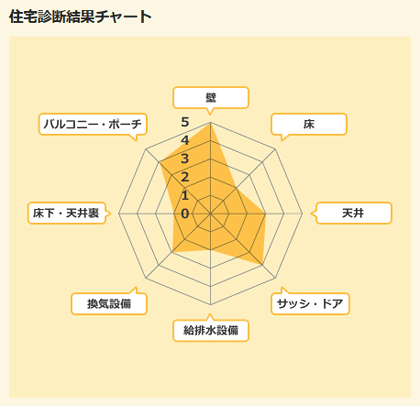 住宅診断結果チャート
壁
バルコニー・ポーチ
床
5
4
3
2
1
0
床下・天井裏
天井
換気設備
サッシ・ドア
給排水設備